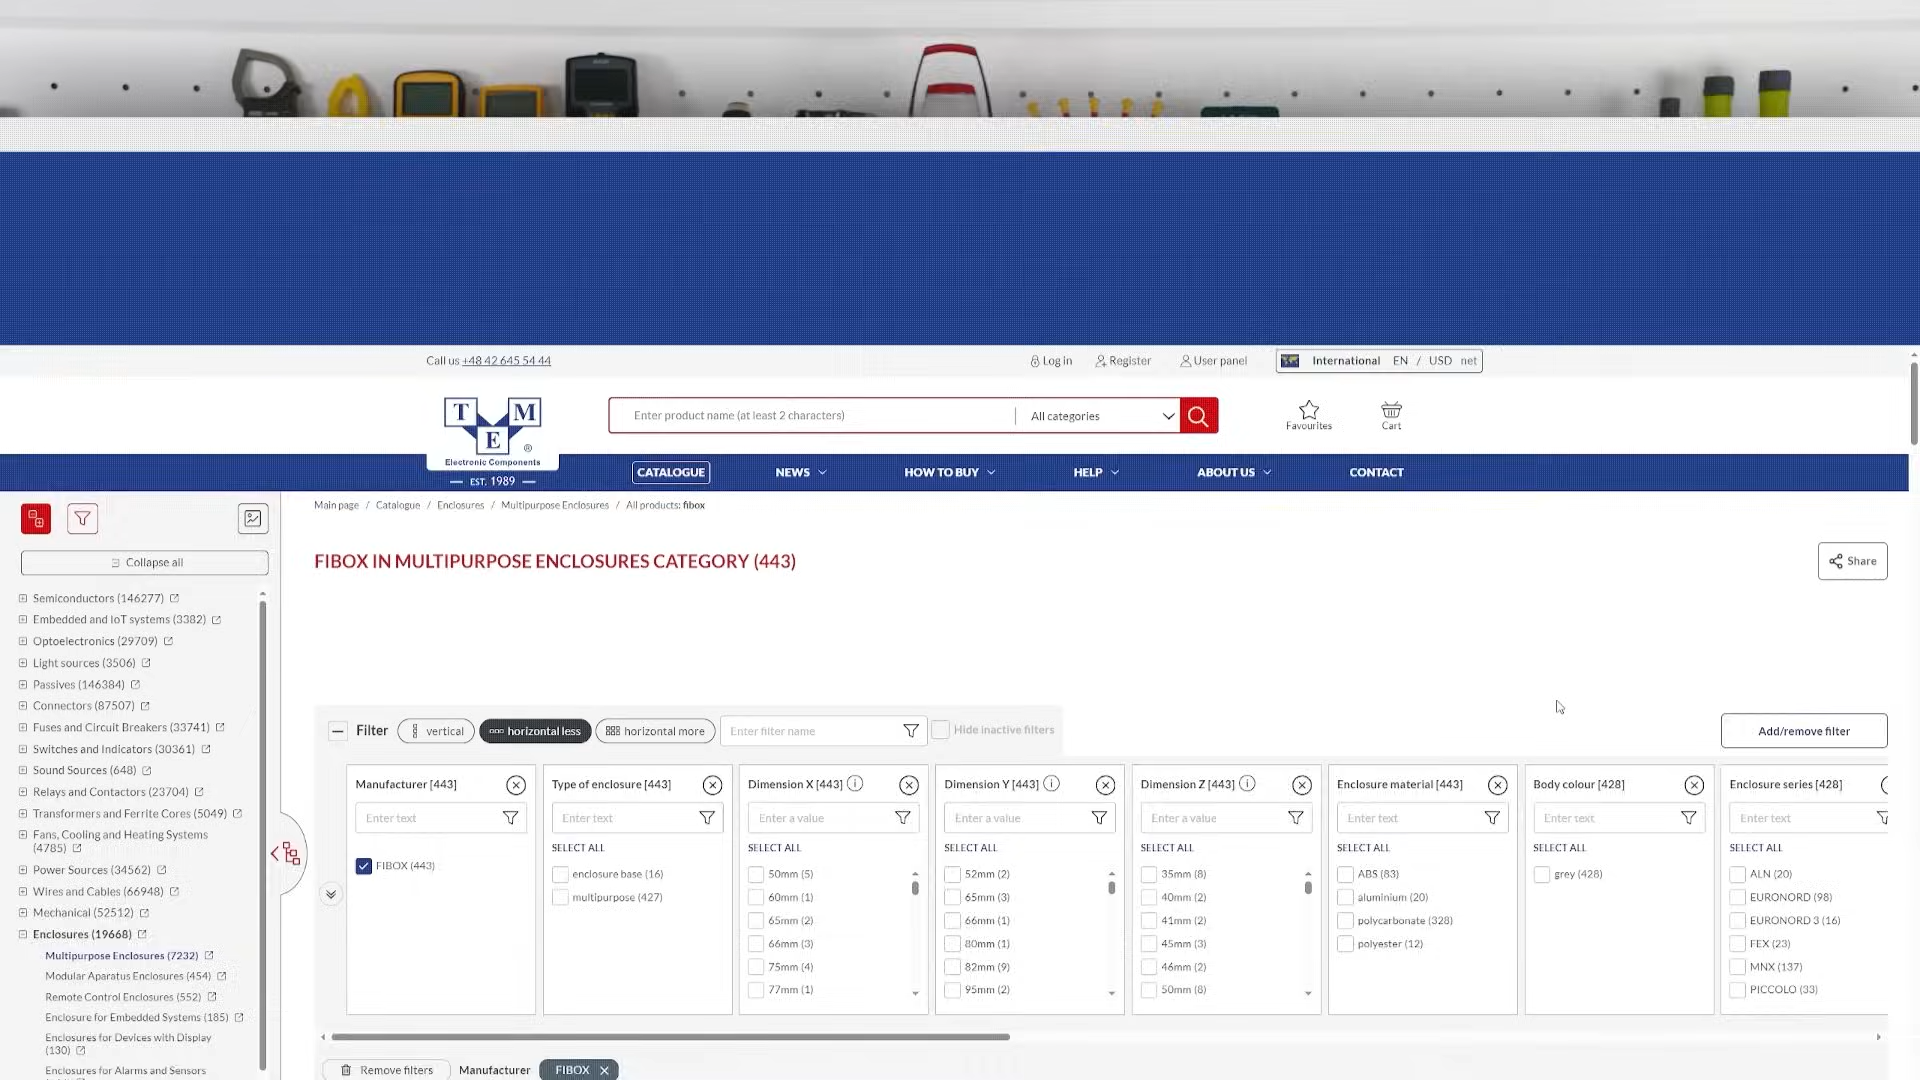 Call us +48 42 645 54 44
Log in
Register
User panel
International EN / USD net
T M E ®
Electronic Components
EST. 1989
Enter product name (at least 2 characters)
All categories
Favourites
Cart
CATALOGUE
NEWS
HOW TO BUY
HELP
ABOUT US
CONTACT
Main page / Catalogue / Enclosures / Multipurpose Enclosures / All products: fibox
Collapse all
Semiconductors (146277)
Embedded and IoT systems (3382)
Optoelectronics (29709)
Light sources (3506)
Passives (146384)
Connectors (87507)
Fuses and Circuit Breakers (33741)
Switches and Indicators (30361)
Sound Sources (648)
Relays and Contactors (23704)
Transformers and Ferrite Cores (5049)
Fans, Cooling and Heating Systems
(4785)
Power Sources (34562)
Wires and Cables (66948)
Mechanical (52512)
Enclosures (19668)
Multipurpose Enclosures (7232)
Modular Aparatus Enclosures (454)
Remote Control Enclosures (552)
Enclosure for Embedded Systems (185)
Enclosures for Devices with Display
(130)
Enclosures for Alarms and Sensors
FIBOX IN MULTIPURPOSE ENCLOSURES CATEGORY (443)
Share
Filter
vertical
horizontal less
horizontal more
Enter filter name
Hide inactive filters
Add/remove filter
Manufacturer [443]
Enter text
FIBOX (443)
Type of enclosure [443]
Enter text
SELECT ALL
enclosure base (16)
multipurpose (427)
Dimension X [443]
Enter a value
SELECT ALL
50mm (5)
60mm (1)
65mm (2)
66mm (3)
75mm (4)
77mm (1)
Dimension Y [443]
Enter a value
SELECT ALL
52mm (2)
65mm (3)
66mm (1)
80mm (1)
82mm (9)
95mm (2)
Dimension Z [443]
Enter a value
SELECT ALL
35mm (8)
40mm (2)
41mm (2)
45mm (3)
46mm (2)
50mm (8)
Enclosure material [443]
Enter text
SELECT ALL
ABS (83)
aluminium (20)
polycarbonate (328)
polyester (12)
Body colour [428]
Enter text
SELECT ALL
grey (428)
Enclosure series [428]
Enter text
SELECT ALL
ALN (20)
EURONORD (98)
EURONORD 3 (16)
FEX (23)
MNX (137)
PICCOLO (33)
Remove filters
Manufacturer
FIBOX